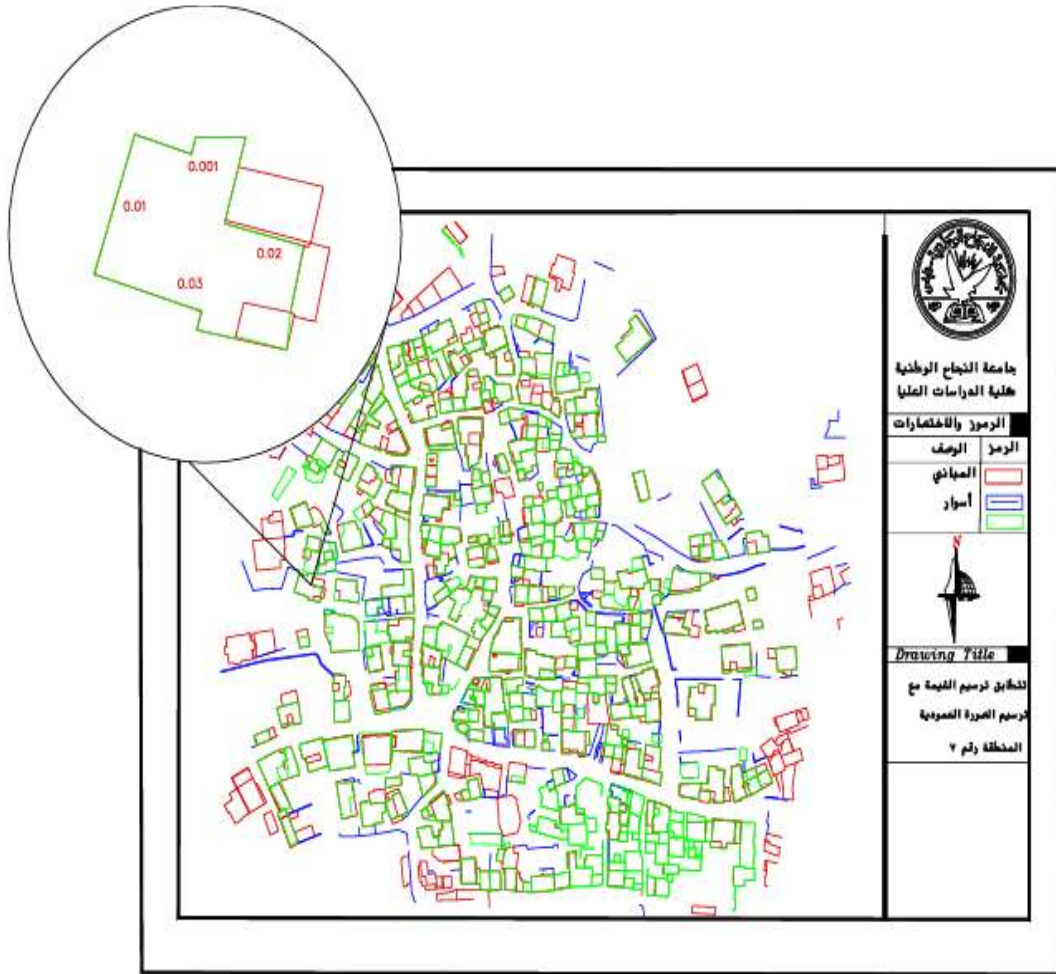 0.001
0.01
0.02
0.03
جامعة النجاح الوطنية
كلية الدراسات العليا
الرموز والاختصارات
الرمز الوصف
المباني
أسوار
N
Drawing Title
تتطابق ترسيم القيمة مع
ترسيم الصورة العمودية
المنطقة رقم ٧